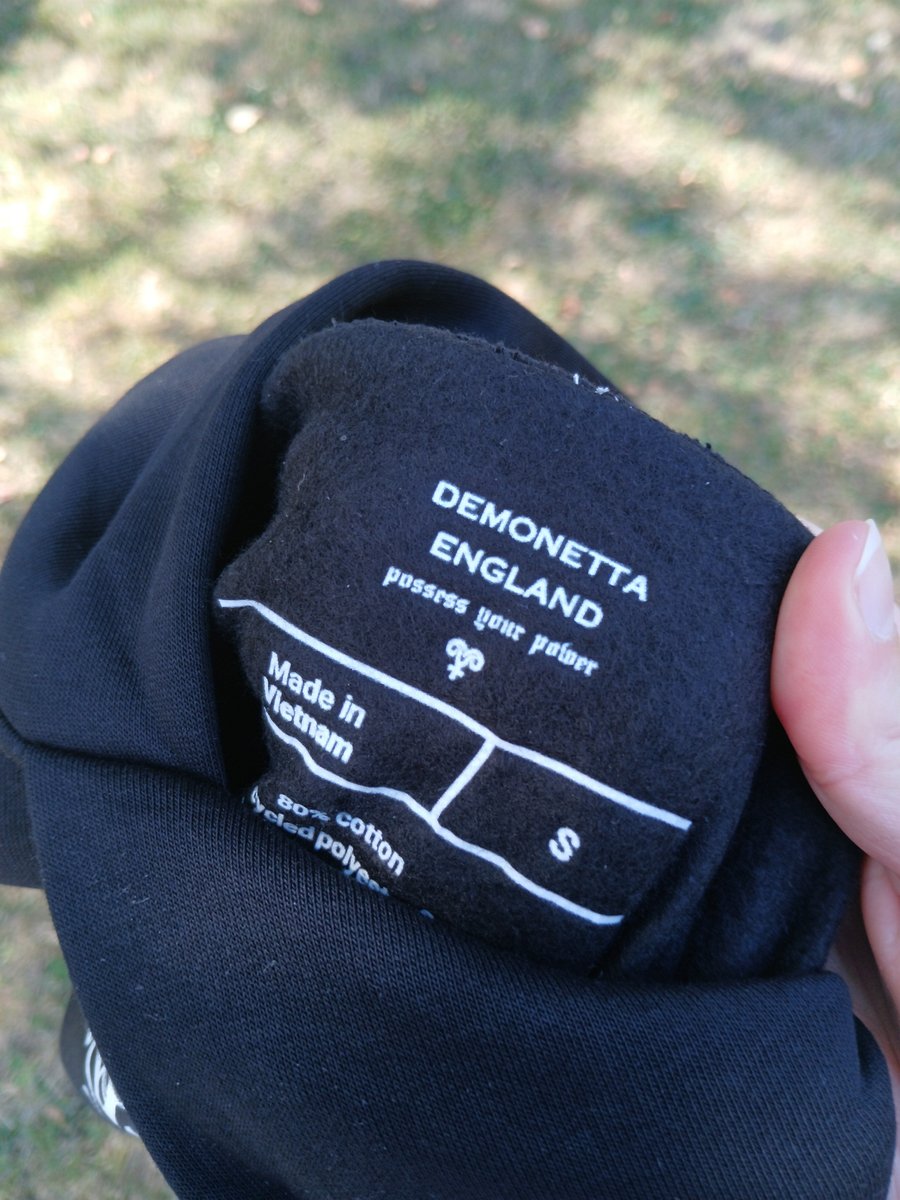 DEMONETTA
ENGLAND
possess your power
Made in
Vietnam
S
80% cotton